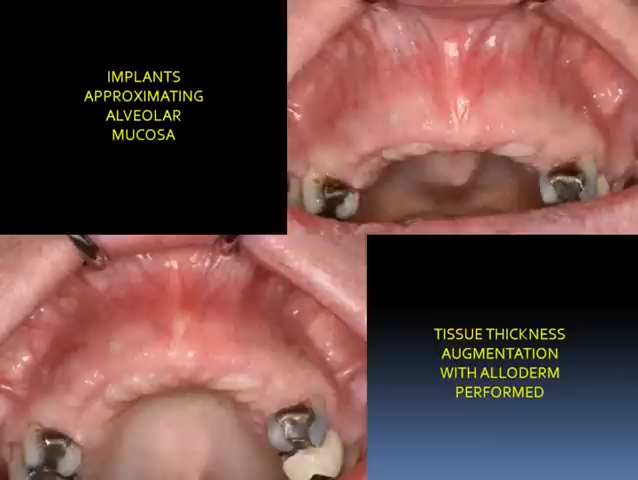 IMPLANTS
APPROXIMATING
ALVEOLAR
MUCOSA
TISSUE THICKNESS
AUGMENTATION
WITH ALLODERM
PERFORMED